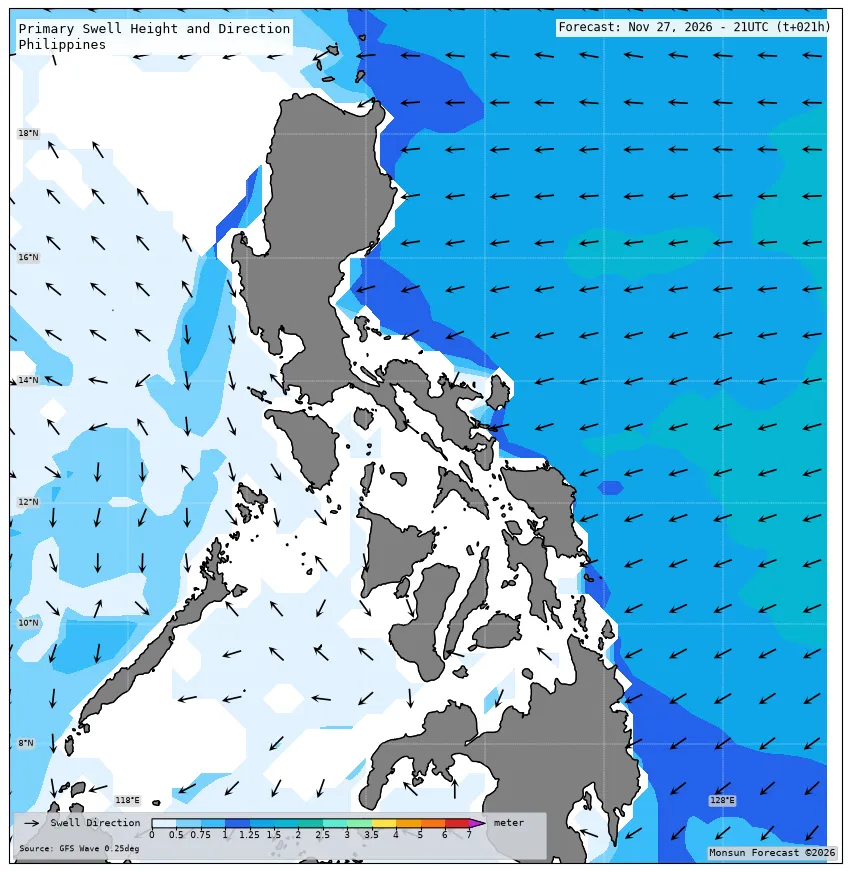 Primary Swell Height and Direction
Philippines
Forecast: Nov 27, 2026 - 21UTC (t+021h)
18°N
16°N
14°N
12°N
10°N
8°N
118°E
128°E
Swell Direction
0 0.5 0.75 1 1.25 1.5 2 2.5 3 3.5 4 5 6 7
meter
Source: GFS Wave 0.25deg
Monsun Forecast ©2026